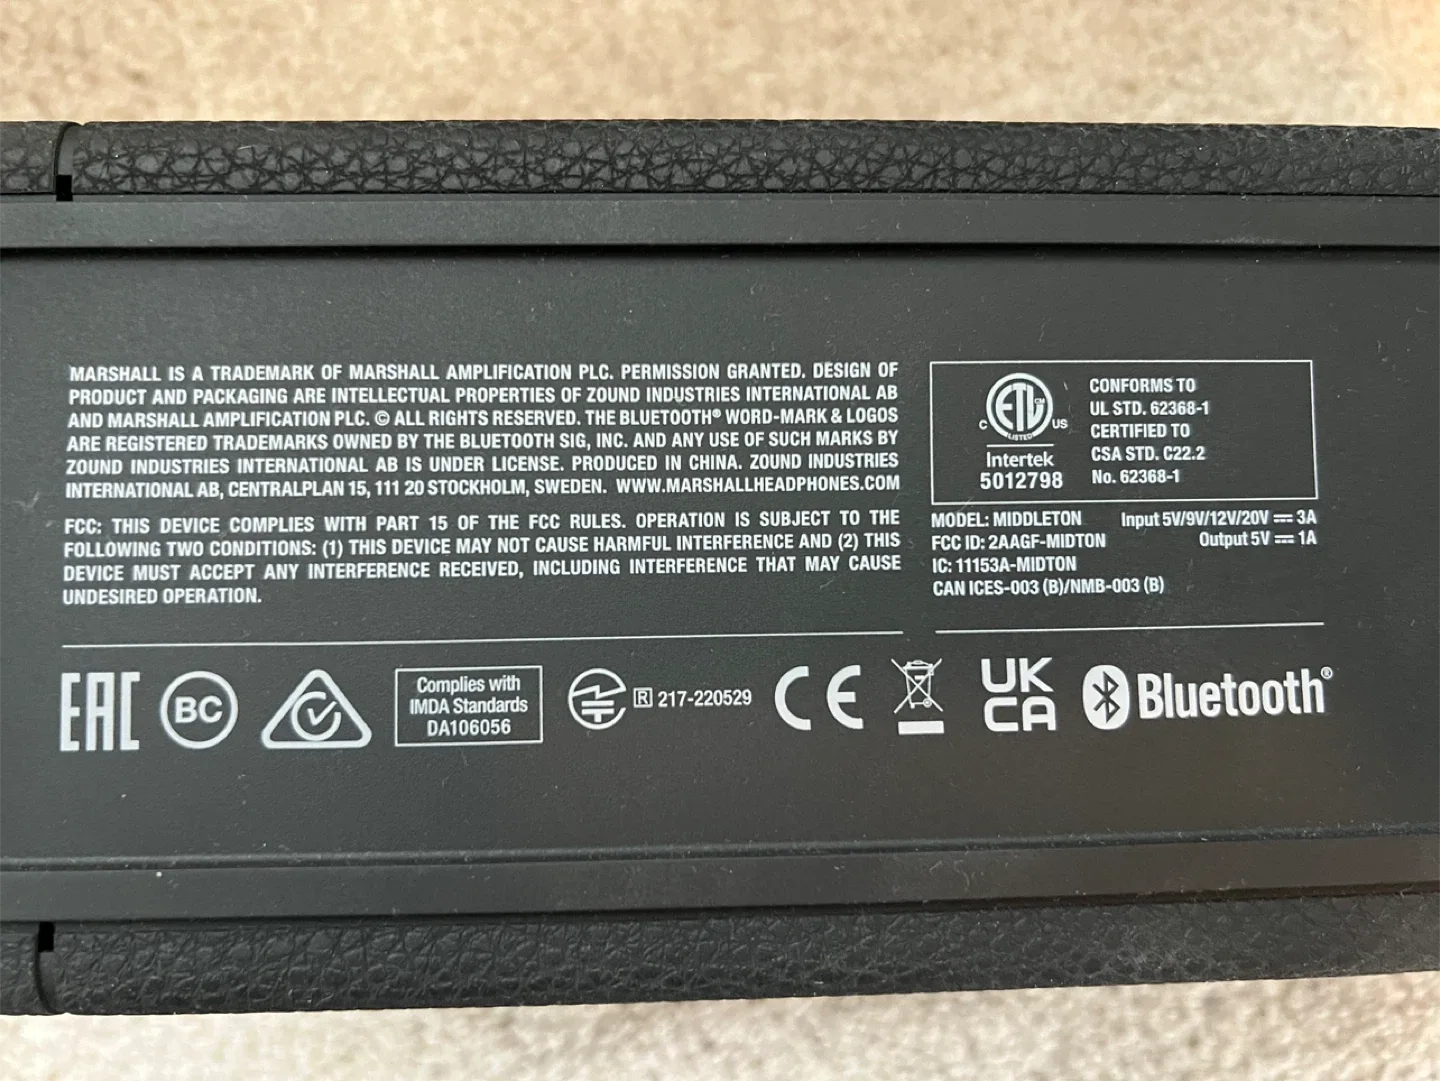 MARSHALL IS A TRADEMARK OF MARSHALL AMPLIFICATION PLC. PERMISSION GRANTED. DESIGN OF
PRODUCT AND PACKAGING ARE INTELLECTUAL PROPERTIES OF ZOUND INDUSTRIES INTERNATIONAL AB
AND MARSHALL AMPLIFICATION PLC. © ALL RIGHTS RESERVED. THE BLUETOOTH® WORD-MARK & LOGOS
ARE REGISTERED TRADEMARKS OWNED BY THE BLUETOOTH SIG, INC. AND ANY USE OF SUCH MARKS BY
ZOUND INDUSTRIES INTERNATIONAL AB IS UNDER LICENSE. PRODUCED IN CHINA. ZOUND INDUSTRIES
INTERNATIONAL AB, CENTRALPLAN 15, 111 20 STOCKHOLM, SWEDEN. WWW.MARSHALLHEADPHONES.COM
FCC: THIS DEVICE COMPLIES WITH PART 15 OF THE FCC RULES. OPERATION IS SUBJECT TO THE
FOLLOWING TWO CONDITIONS: (1) THIS DEVICE MAY NOT CAUSE HARMFUL INTERFERENCE AND (2) THIS
DEVICE MUST ACCEPT ANY INTERFERENCE RECEIVED, INCLUDING INTERFERENCE THAT MAY CAUSE
UNDESIRED OPERATION.
ETL CM
C LISTED US
Intertek
5012798
CONFORMS TO
UL STD. 62368-1
CERTIFIED TO
CSA STD. C22.2
No. 62368-1
MODEL: MIDDLETON
FCC ID: 2AAGF-MIDTON
IC: 11153A-MIDTON
CAN ICES-003 (B)/NMB-003 (B)
Input 5V/9V/12V/20V ⎓ 3A
Output 5V ⎓ 1A
EAC
BC
Complies with
IMDA Standards
DA106056
R 217-220529
CE
UK
CA
Bluetooth®